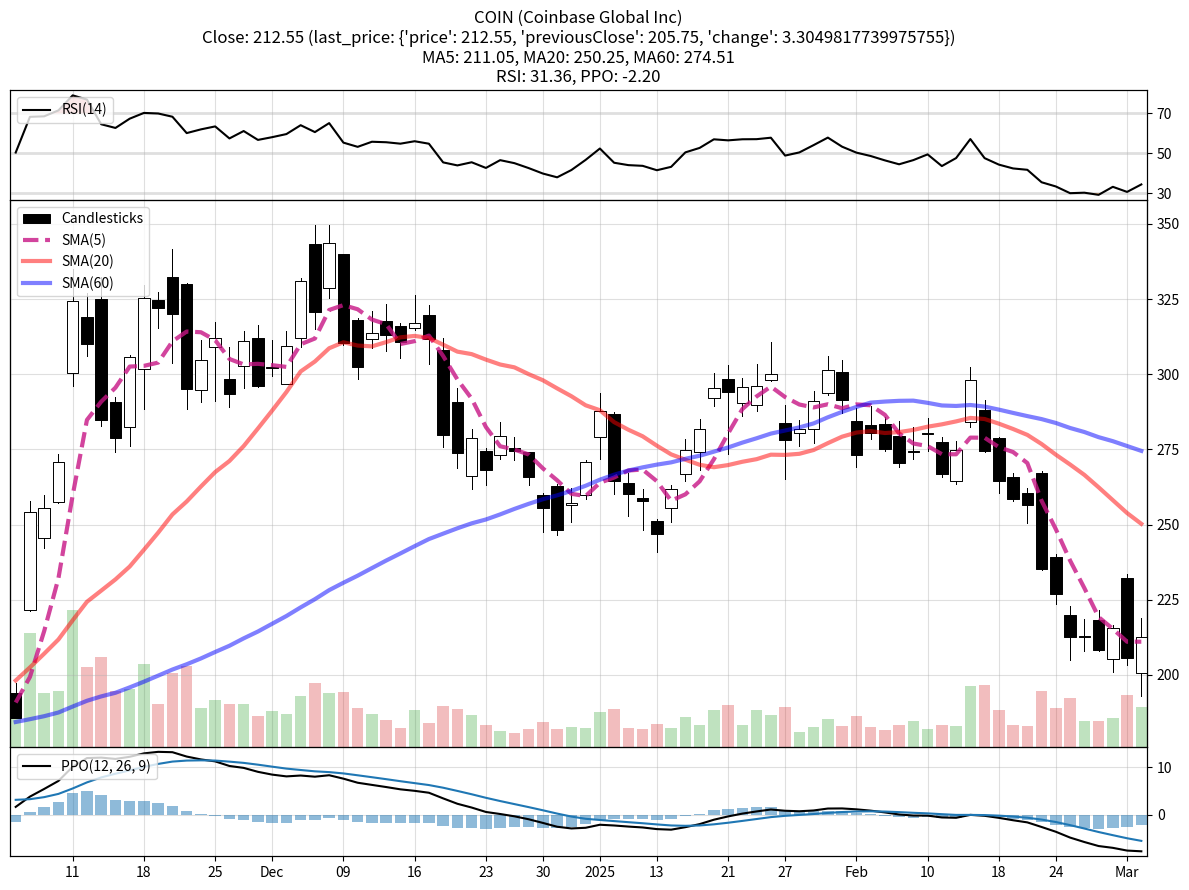 COIN (Coinbase Global Inc)
Close: 212.55 (last_price: {'price': 212.55, 'previousClose': 205.75, 'change': 3.3049817739975755})
MA5: 211.05, MA20: 250.25, MA60: 274.51
RSI: 31.36, PPO: -2.20
RSI(14)
70
50
30
Candlesticks
SMA(5)
SMA(20)
SMA(60)
350
325
300
275
250
225
200
PPO(12, 26, 9)
10
0
11 18 25 Dec 09 16 23 30 2025 13 21 27 Feb 10 18 24 Mar